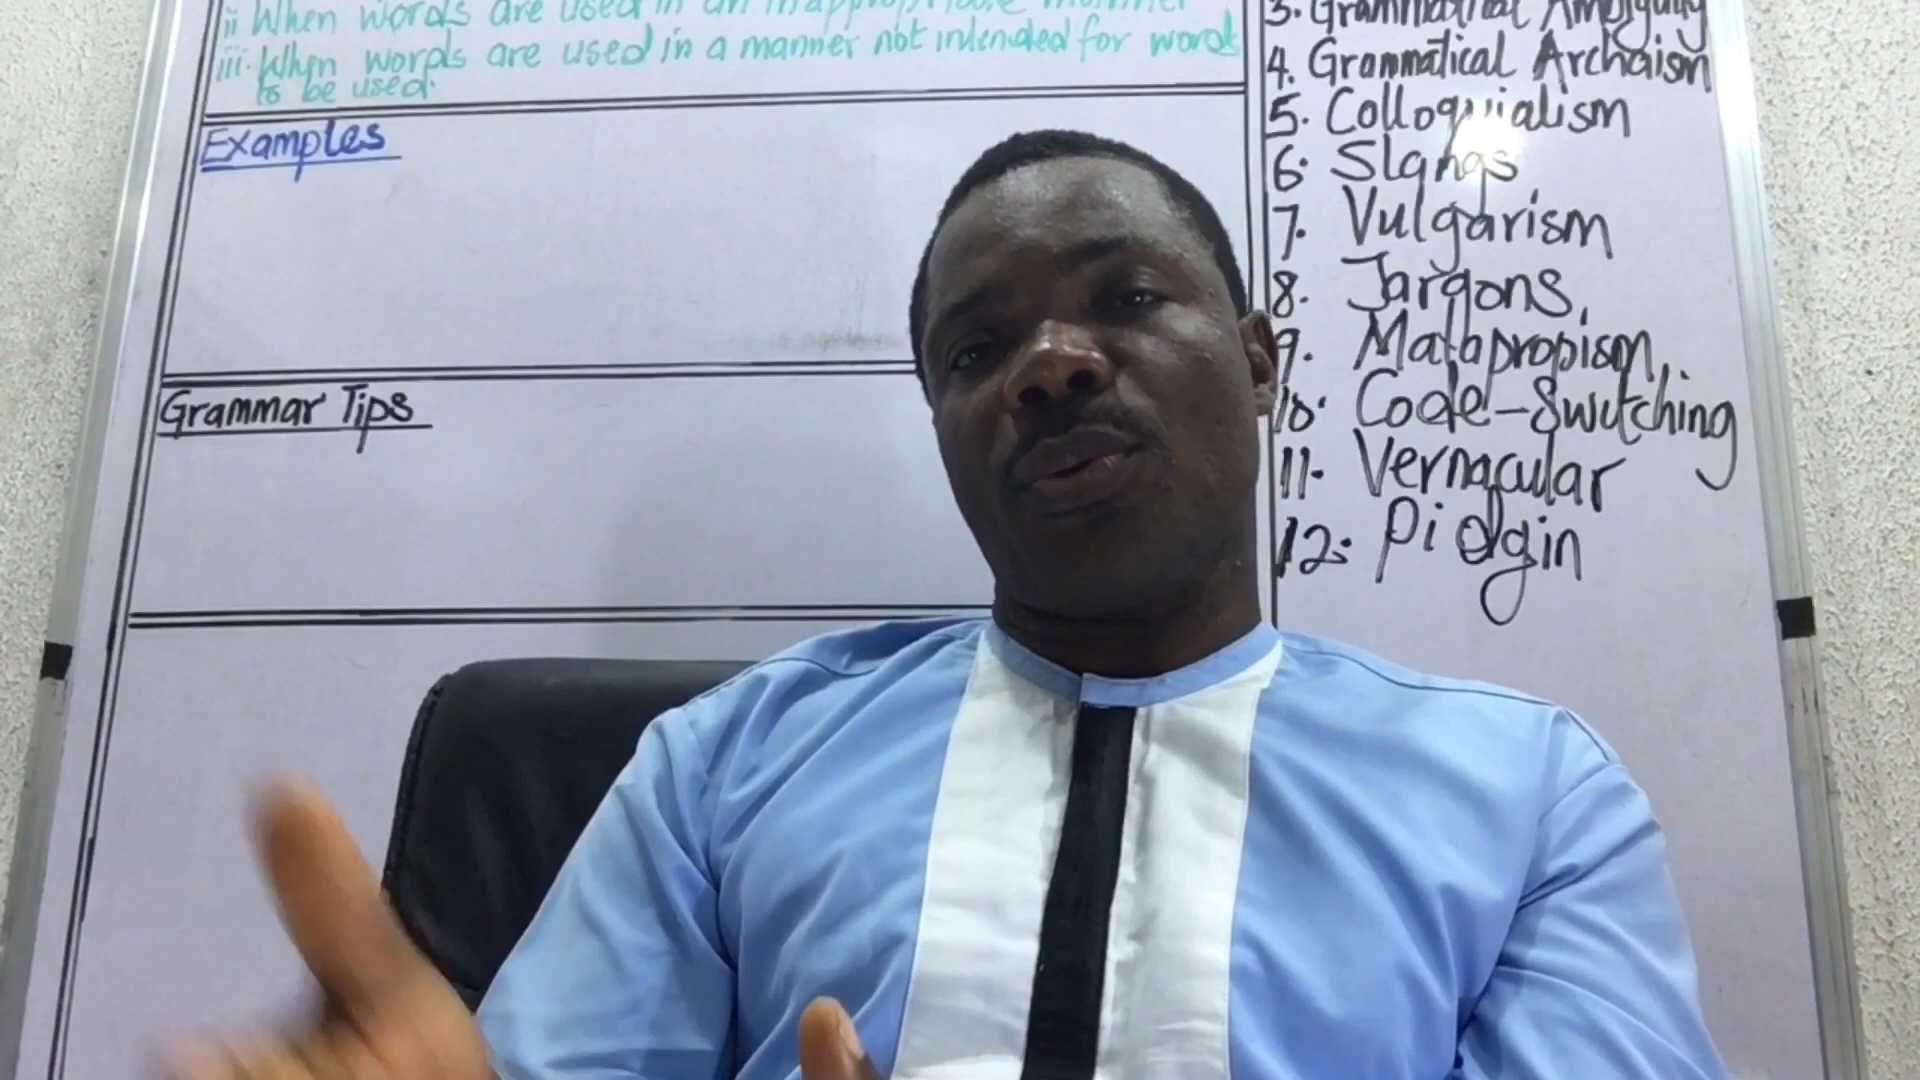 ii When words are used in an inappropriate manner
iii. When words are used in a manner not intended for words
to be used.
Examples
Grammar Tips
3. Grammatical Ambiguity
4. Grammatical Archaism
5. Colloquialism
6. Slangs
7. Vulgarism
8. Jargons,
9. Malapropism,
10. Code-Switching
11. Vernacular
12. Pidgin